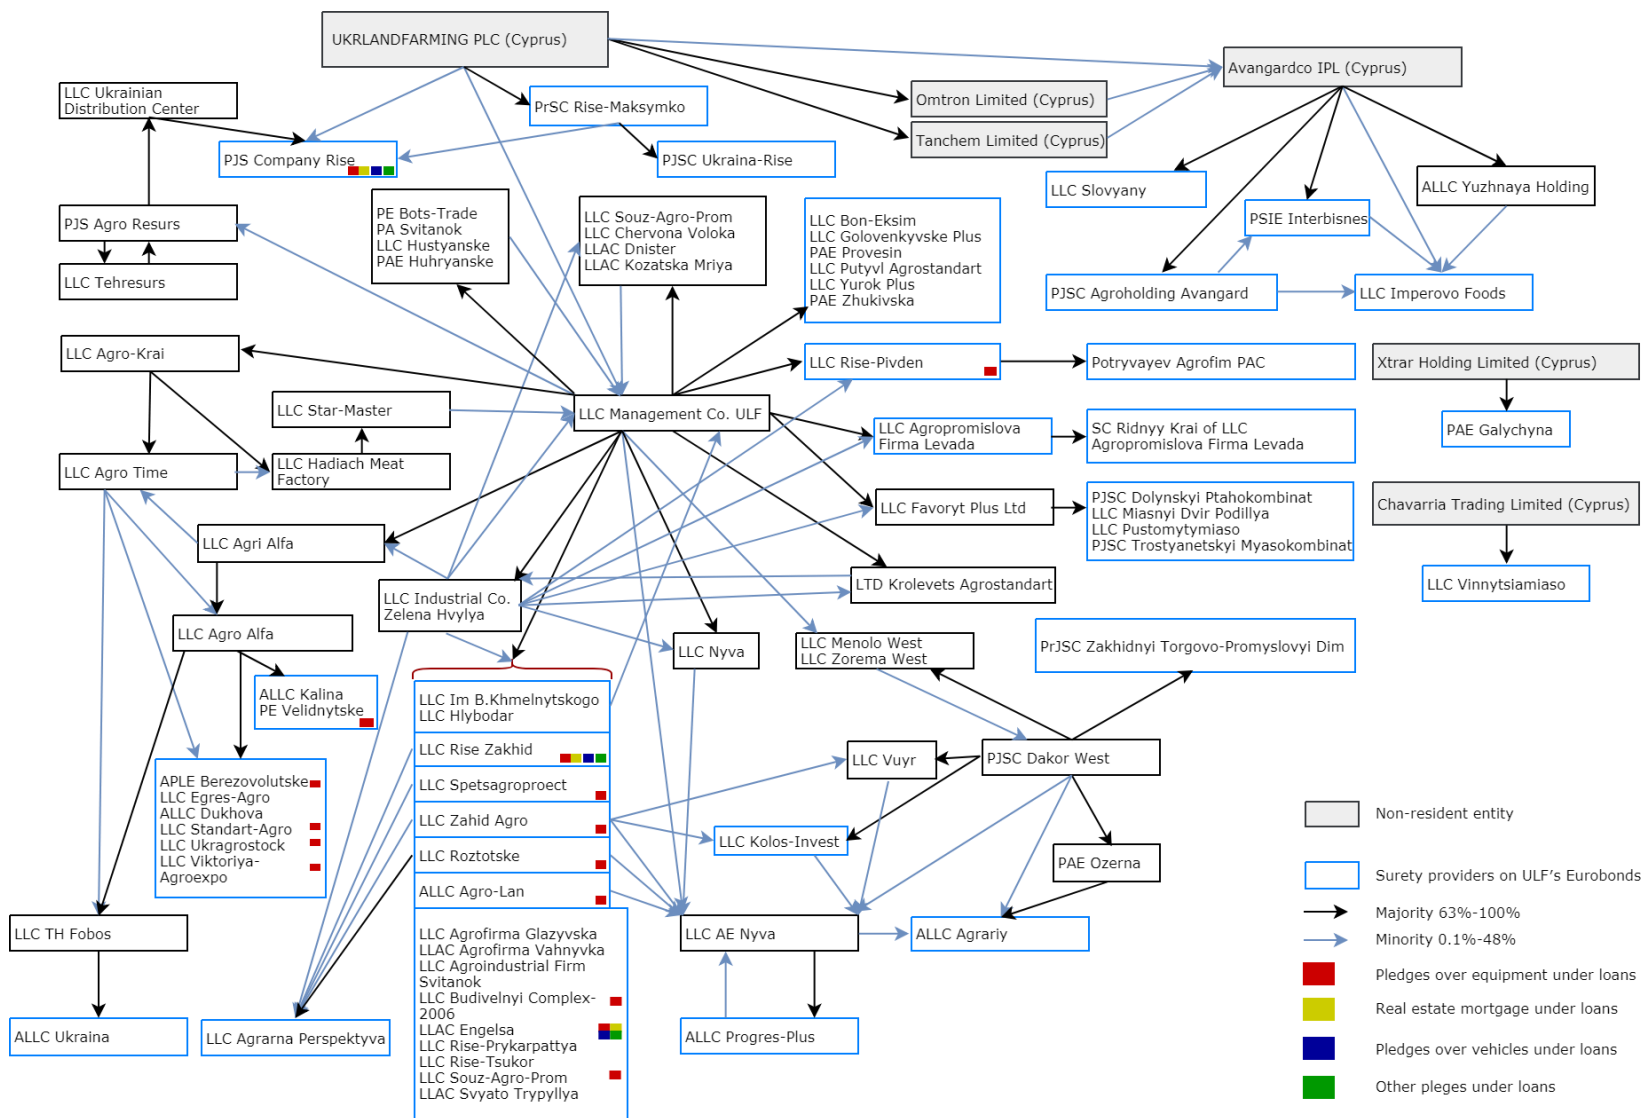 UKRLANDFARMING PLC (Cyprus)
Avangardco IPL (Cyprus)
LLC Ukrainian
Distribution Center
PrSC Rise-Maksymko
Omtron Limited (Cyprus)
Tanchem Limited (Cyprus)
PJS Company Rise
PJSC Ukraina-Rise
LLC Slovyany
ALLC Yuzhnaya Holding
PJS Agro Resurs
PE Bots-Trade
PA Svitanok
LLC Hustyanske
PAE Huhryanske
LLC Souz-Agro-Prom
LLC Chervona Voloka
LLAC Dnister
LLAC Kozatska Mriya
LLC Bon-Eksim
LLC Golovenkyvske Plus
PAE Provesin
LLC Putyvl Agrostandart
LLC Yurok Plus
PAE Zhukivska
PSIE Interbisnes
LLC Tehresurs
PJSC Agroholding Avangard
LLC Imperovo Foods
LLC Agro-Krai
LLC Rise-Pivden
Potryvayev Agrofim PAC
Xtrar Holding Limited (Cyprus)
LLC Star-Master
LLC Management Co. ULF
LLC Agropromislova
Firma Levada
SC Ridnyy Krai of LLC
Agropromislova Firma Levada
PAE Galychyna
LLC Agro Time
LLC Hadiach Meat
Factory
LLC Favoryt Plus Ltd
PJSC Dolynskyi Ptahokombinat
LLC Miasnyi Dvir Podillya
LLC Pustomytymiaso
PJSC Trostyanetskyi Myasokombinat
Chavarria Trading Limited (Cyprus)
LLC Agri Alfa
LLC Industrial Co.
Zelena Hvylya
LTD Krolevets Agrostandart
LLC Vinnytsiamiaso
LLC Agro Alfa
LLC Nyva
LLC Menolo West
LLC Zorema West
PrJSC Zakhidnyi Torgovo-Promyslovyi Dim
ALLC Kalina
PE Velidnytske
LLC Im B.Khmelnytskogo
LLC Hlybodar
LLC Rise Zakhid
LLC Spetsagroproect
LLC Zahid Agro
LLC Roztotske
ALLC Agro-Lan
LLC Vuyr
PJSC Dakor West
APLE Berezovolutske
LLC Egres-Agro
ALLC Dukhova
LLC Standart-Agro
LLC Ukragrostock
LLC Viktoriya-
Agroexpo
LLC Kolos-Invest
PAE Ozerna
LLC TH Fobos
LLC AE Nyva
ALLC Agrariy
LLC Agrofirma Glazyvska
LLAC Agrofirma Vahnyvka
LLC Agroindustrial Firm
Svitanok
LLC Budivelnyi Complex-
2006
LLAC Engelsa
LLC Rise-Prykarpattya
LLC Rise-Tsukor
LLC Souz-Agro-Prom
LLAC Svyato Trypyllya
ALLC Ukraina
LLC Agrarna Perspektyva
ALLC Progres-Plus
Non-resident entity
Surety providers on ULF's Eurobonds
Majority 63%-100%
Minority 0.1%-48%
Pledges over equipment under loans
Real estate mortgage under loans
Pledges over vehicles under loans
Other pleges under loans